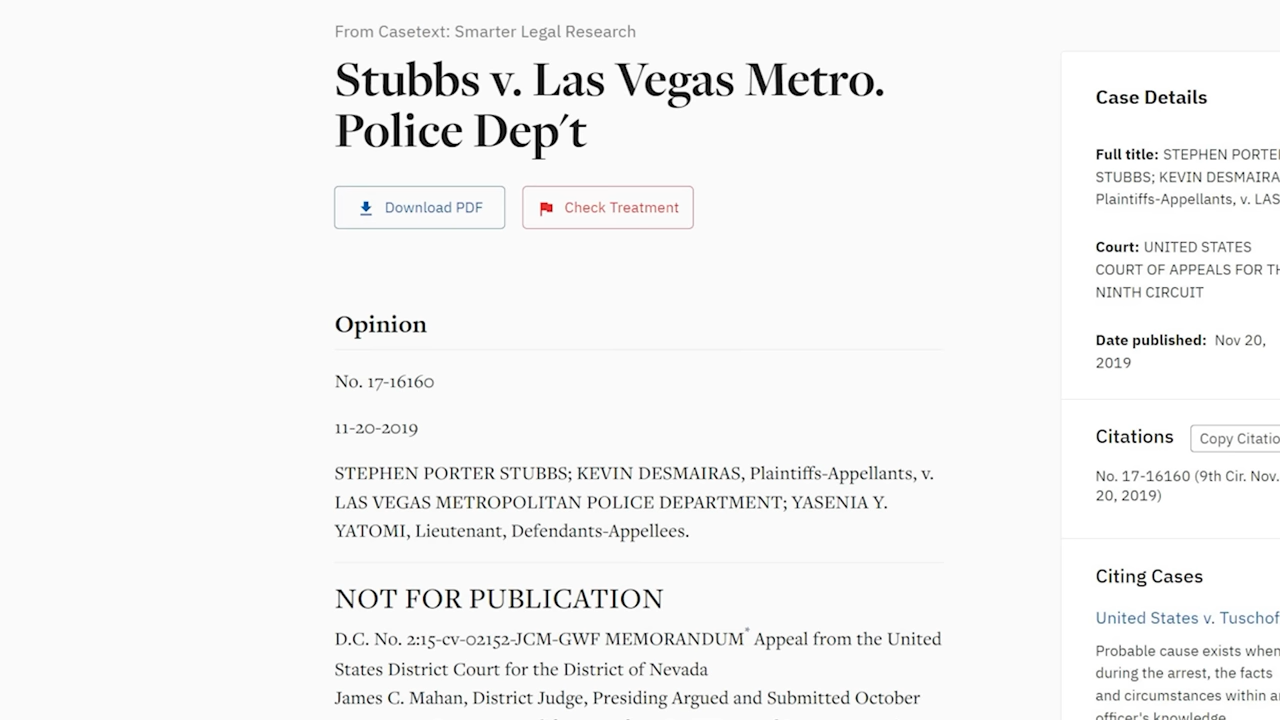 From Casetext: Smarter Legal Research
Stubbs v. Las Vegas Metro.
Police Dep't
Download PDF
Check Treatment
Opinion
No. 17-16160
11-20-2019
STEPHEN PORTER STUBBS; KEVIN DESMAIRAS, Plaintiffs-Appellants, v.
LAS VEGAS METROPOLITAN POLICE DEPARTMENT; YASENIA Y.
YATOMI, Lieutenant, Defendants-Appellees.
NOT FOR PUBLICATION
D.C. No. 2:15-cv-02152-JCM-GWF MEMORANDUM* Appeal from the United
States District Court for the District of Nevada
James C. Mahan, District Judge, Presiding Argued and Submitted October
Case Details
Full title: STEPHEN PORTE
STUBBS; KEVIN DESMAIRA
Plaintiffs-Appellants, v. LAS
Court: UNITED STATES
COURT OF APPEALS FOR TH
NINTH CIRCUIT
Date published: Nov 20,
2019
Citations
Copy Citatio
No. 17-16160 (9th Cir. Nov.
20, 2019)
Citing Cases
United States v. Tuschof
Probable cause exists when
during the arrest, the facts
and circumstances within a
officer's knowledge